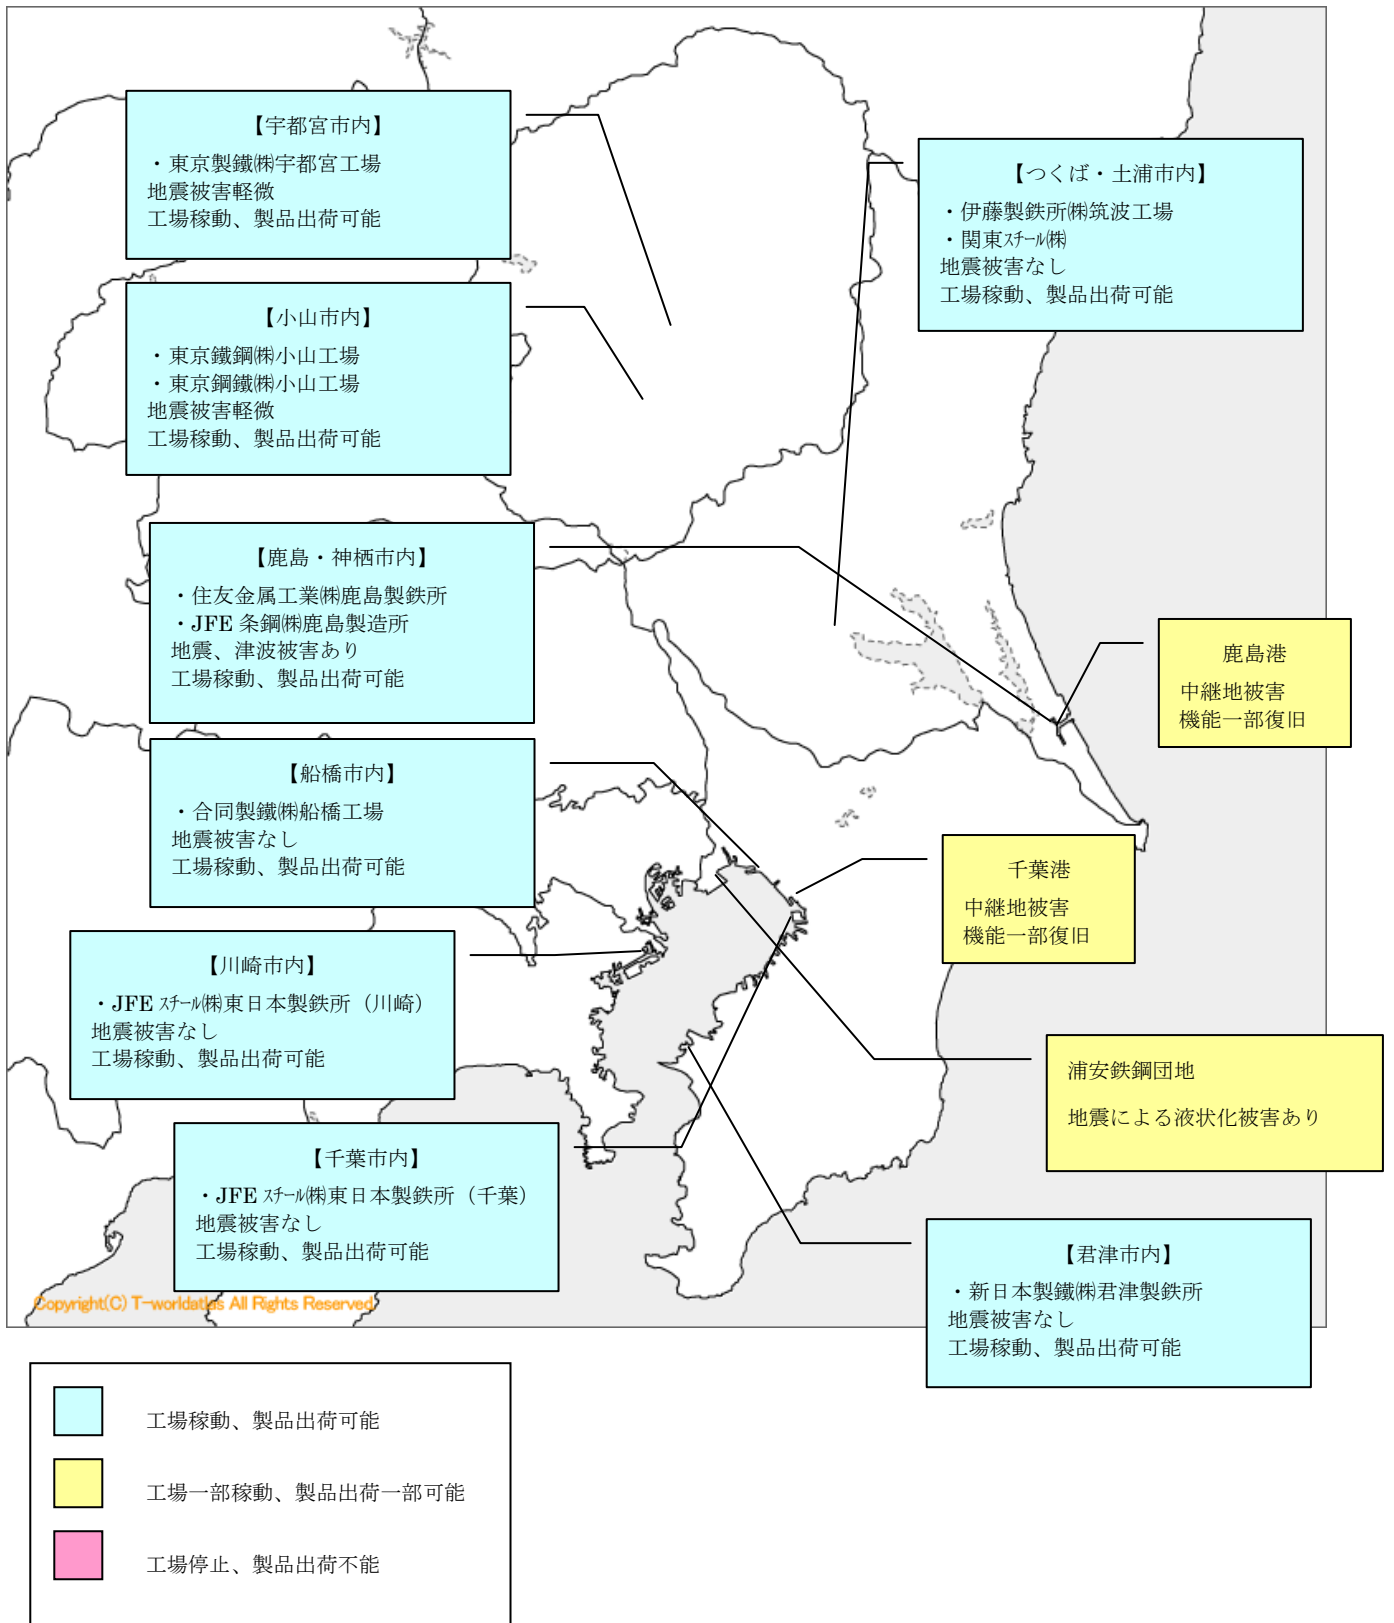 【宇都宮市内】
・東京製鐵㈱宇都宮工場
地震被害軽微
工場稼動、製品出荷可能
【つくば・土浦市内】
・伊藤製鉄所㈱筑波工場
・関東ｽﾁｰﾙ㈱
地震被害なし
工場稼動、製品出荷可能
【小山市内】
・東京鐵鋼㈱小山工場
・東京鋼鐵㈱小山工場
地震被害軽微
工場稼動、製品出荷可能
【鹿島・神栖市内】
・住友金属工業㈱鹿島製鉄所
・JFE 条鋼㈱鹿島製造所
地震、津波被害あり
工場稼動、製品出荷可能
鹿島港
中継地被害
機能一部復旧
【船橋市内】
・合同製鐵㈱船橋工場
地震被害なし
工場稼動、製品出荷可能
千葉港
中継地被害
機能一部復旧
【川崎市内】
・JFE ｽﾁｰﾙ㈱東日本製鉄所（川崎）
地震被害なし
工場稼動、製品出荷可能
浦安鉄鋼団地
地震による液状化被害あり
【千葉市内】
・JFE ｽﾁｰﾙ㈱東日本製鉄所（千葉）
地震被害なし
工場稼動、製品出荷可能
【君津市内】
・新日本製鐵㈱君津製鉄所
地震被害なし
工場稼動、製品出荷可能
Copyright(C) T-worldatlas All Rights Reserved
工場稼動、製品出荷可能
工場一部稼動、製品出荷一部可能
工場停止、製品出荷不能